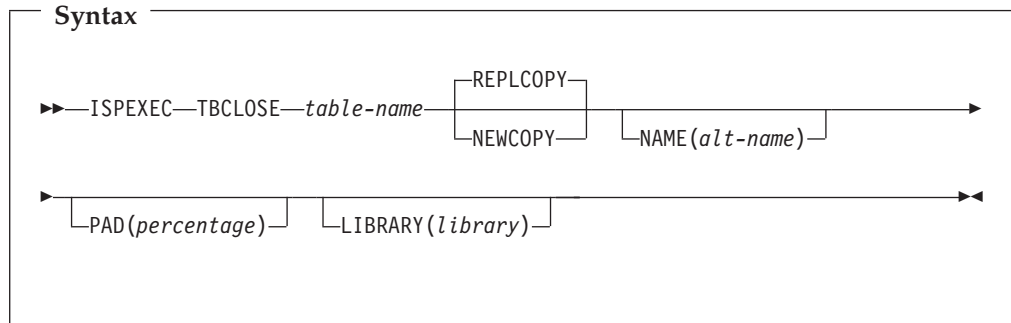 Syntax
REPLCOPY
ISPEXEC TBCLOSE table-name
NEWCOPY
NAME(alt-name)
PAD(percentage)
LIBRARY(library)